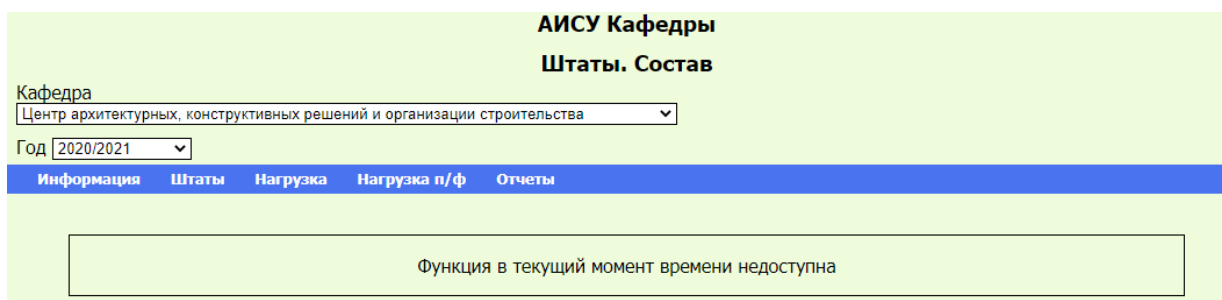 АИСУ Кафедры
Штаты. Состав
Кафедра
Центр архитектурных, конструктивных решений и организации строительства
Год 2020/2021
Информация Штаты Нагрузка Нагрузка п/ф Отчеты
Функция в текущий момент времени недоступна